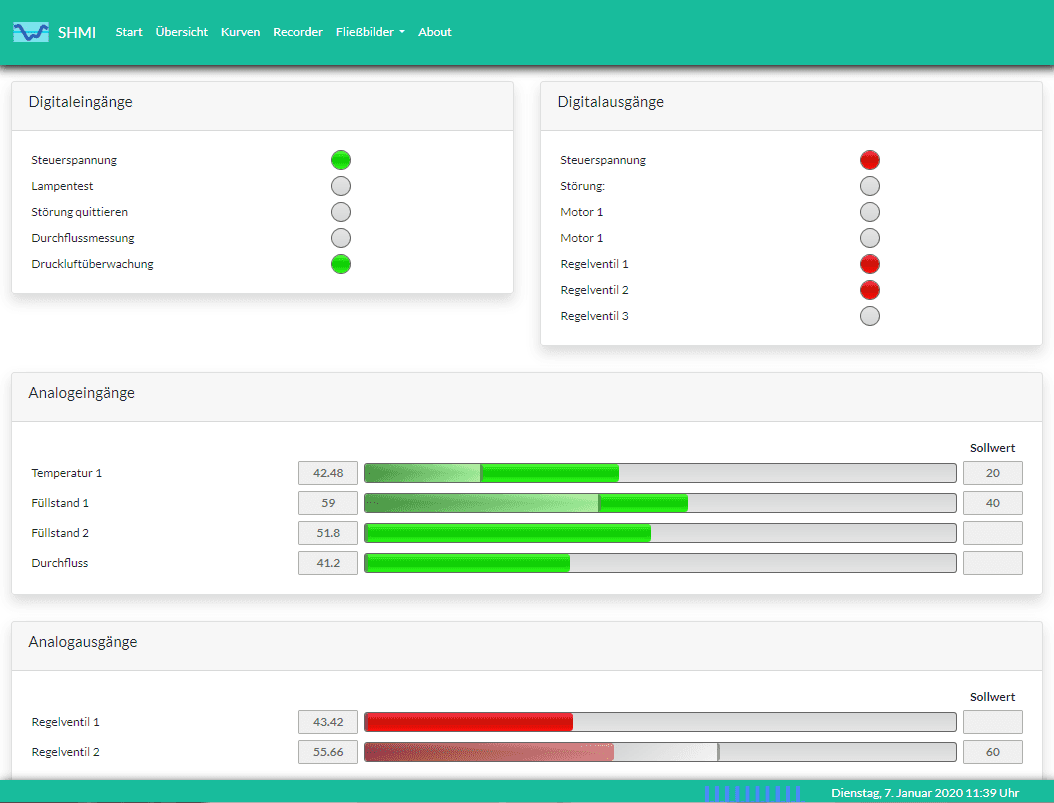 SHMI Start Übersicht Kurven Recorder Fließbilder About
Digitaleingänge
Steuerspannung
Lampentest
Störung quittieren
Durchflussmessung
Druckluftüberwachung
Digitalausgänge
Steuerspannung
Störung:
Motor 1
Motor 1
Regelventil 1
Regelventil 2
Regelventil 3
Analogeingänge
Sollwert
Temperatur 1 42.48 20
Füllstand 1 59 40
Füllstand 2 51.8
Durchfluss 41.2
Analogausgänge
Sollwert
Regelventil 1 43.42
Regelventil 2 55.66 60
Dienstag, 7. Januar 2020 11:39 Uhr